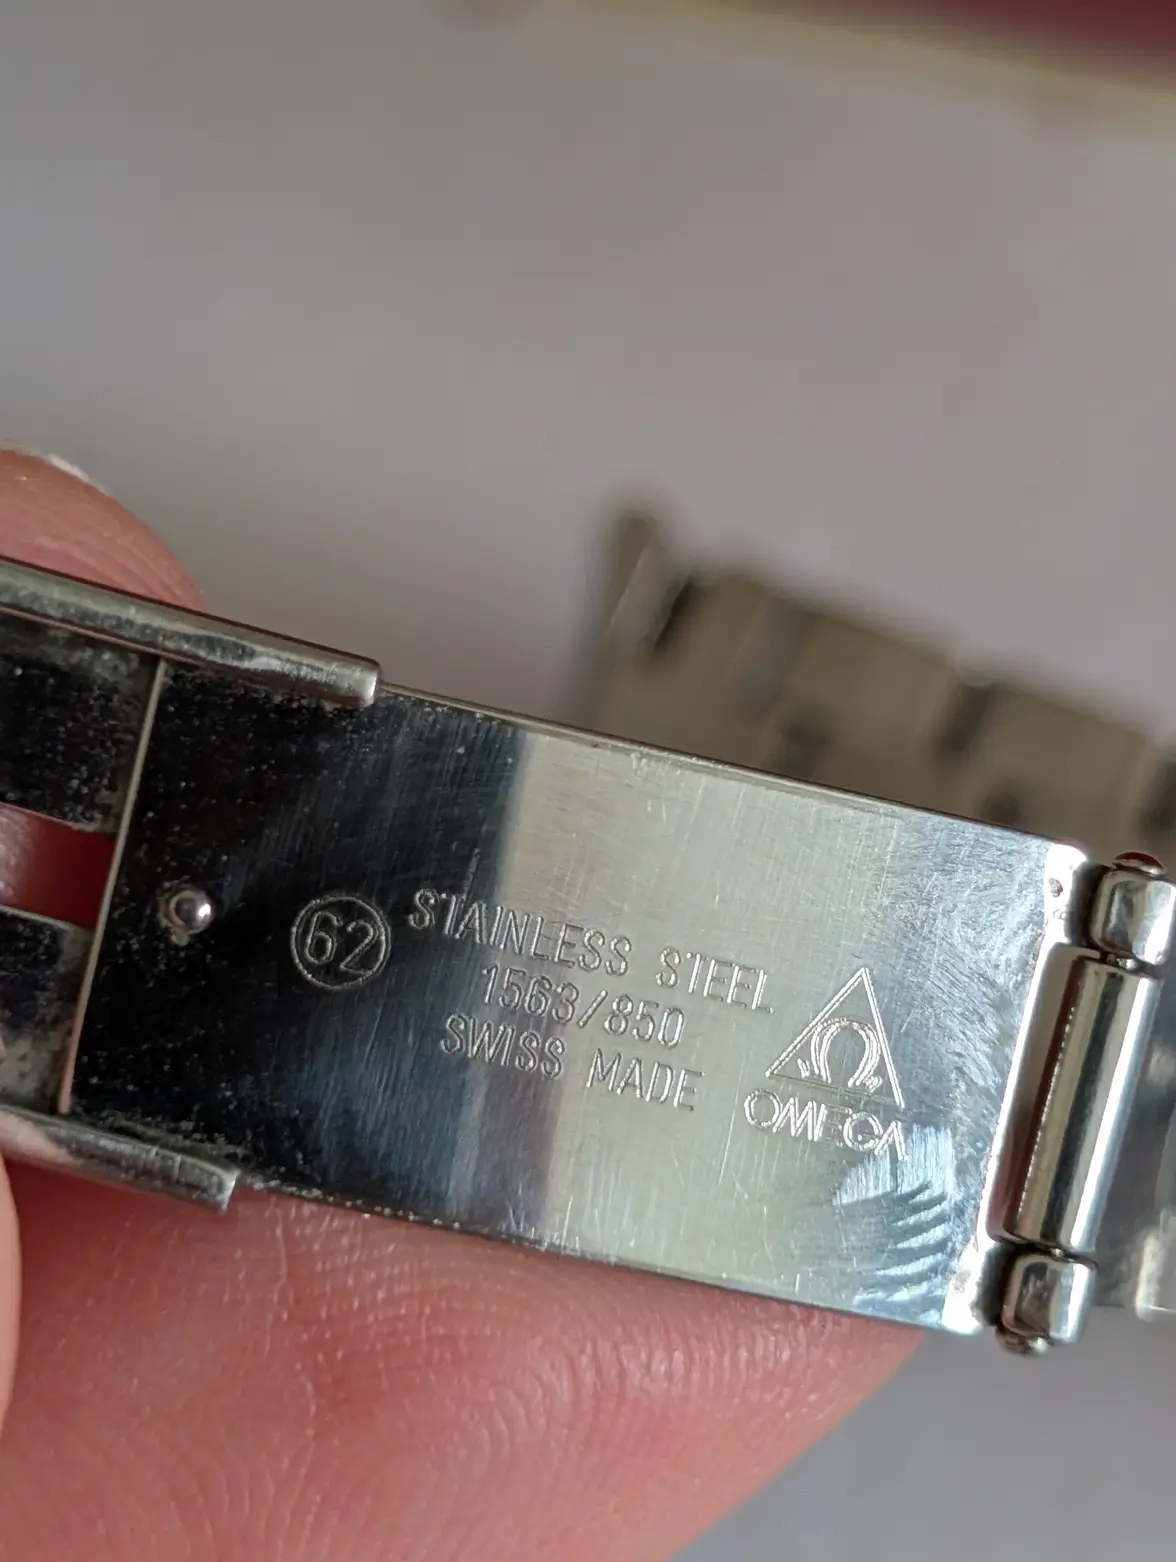 62
STAINLESS STEEL
1563/850
SWISS MADE
Ω
OMEGA